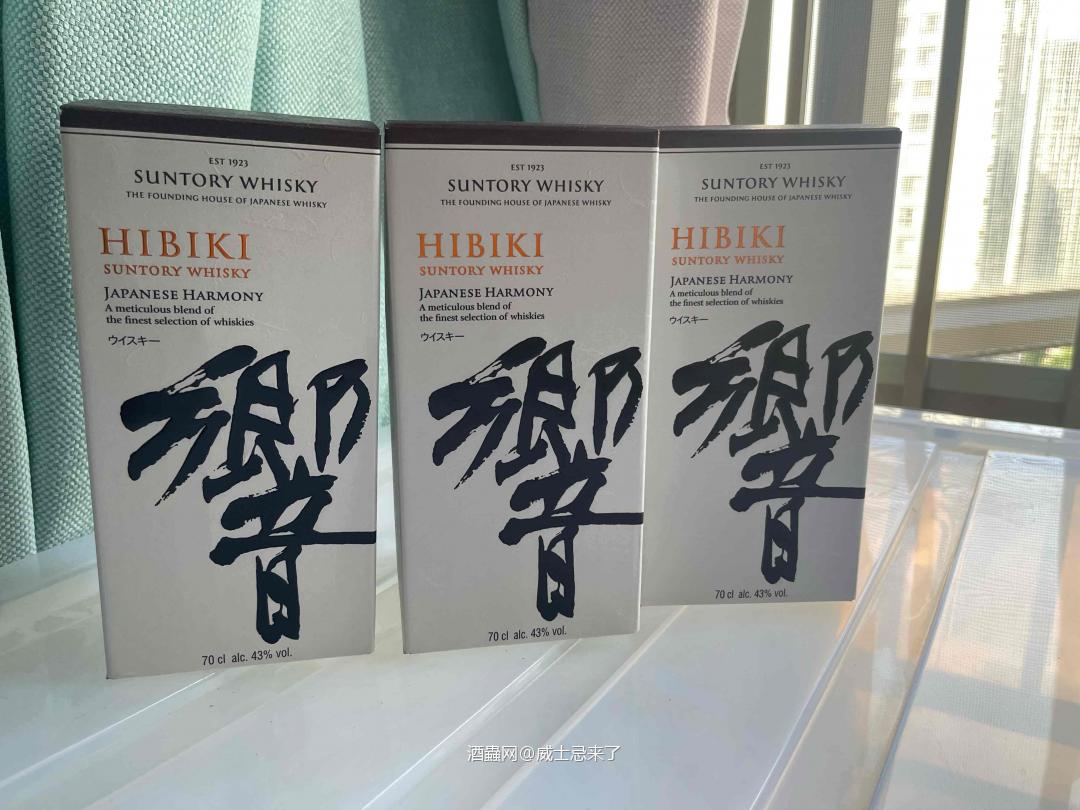 EST 1923
SUNTORY WHISKY
THE FOUNDING HOUSE OF JAPANESE WHISKY
HIBIKI
SUNTORY WHISKY
JAPANESE HARMONY
A meticulous blend of
the finest selection of whiskies
ウイスキー
響
70 cl alc. 43% vol.
EST 1923
SUNTORY WHISKY
THE FOUNDING HOUSE OF JAPANESE WHISKY
HIBIKI
SUNTORY WHISKY
JAPANESE HARMONY
A meticulous blend of
the finest selection of whiskies
ウイスキー
響
70 cl alc. 43% vol.
EST 1923
SUNTORY WHISKY
THE FOUNDING HOUSE OF JAPANESE WHISKY
HIBIKI
SUNTORY WHISKY
JAPANESE HARMONY
A meticulous blend of
the finest selection of whiskies
ウイスキー
響
70 cl alc. 43% vol.
酒蟲网@威士忌来了